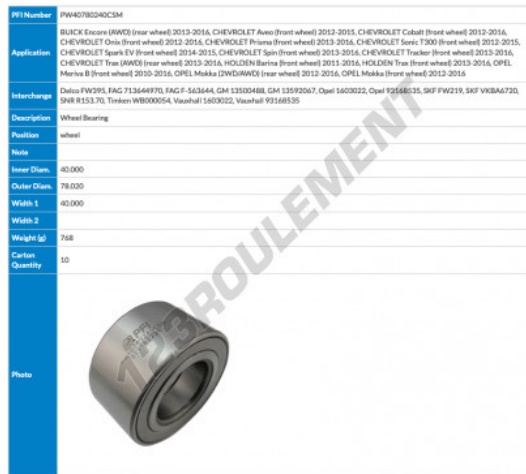 PFI Number PW40780240CSM
Application BUICK Encore (AWD) (rear wheel) 2013-2016, CHEVROLET Aveo (front wheel) 2012-2015, CHEVROLET Cobalt (front wheel) 2012-2016,
CHEVROLET Onix (front wheel) 2012-2016, CHEVROLET Prisma (front wheel) 2013-2016, CHEVROLET Sonic T300 (front wheel) 2012-2015,
CHEVROLET Spark EV (front wheel) 2014-2015, CHEVROLET Spin (front wheel) 2013-2016, CHEVROLET Tracker (front wheel) 2013-2016,
CHEVROLET Trax (AWD) (rear wheel) 2013-2016, HOLDEN Barina (front wheel) 2011-2016, HOLDEN Trax (front wheel) 2013-2016, OPEL
Meriva B (front wheel) 2010-2016, OPEL Mokka (2WD/AWD) (rear wheel) 2012-2016, OPEL Mokka (front wheel) 2012-2016
Interchange Delco FW395, FAG 713644970, FAG F-563644, GM 13500488, GM 13592067, Opel 1603022, Opel 93168535, SKF FW219, SKF VKBA6720,
SNR R153.70, Timken WB000054, Vauxhall 1603022, Vauxhall 93168535
Description Wheel Bearing
Position wheel
Note
Inner Diam. 40.000
Outer Diam. 78.020
Width 1 40.000
Width 2
Weight (g) 768
Carton
Quantity 10
Photo
123ROULEMENT